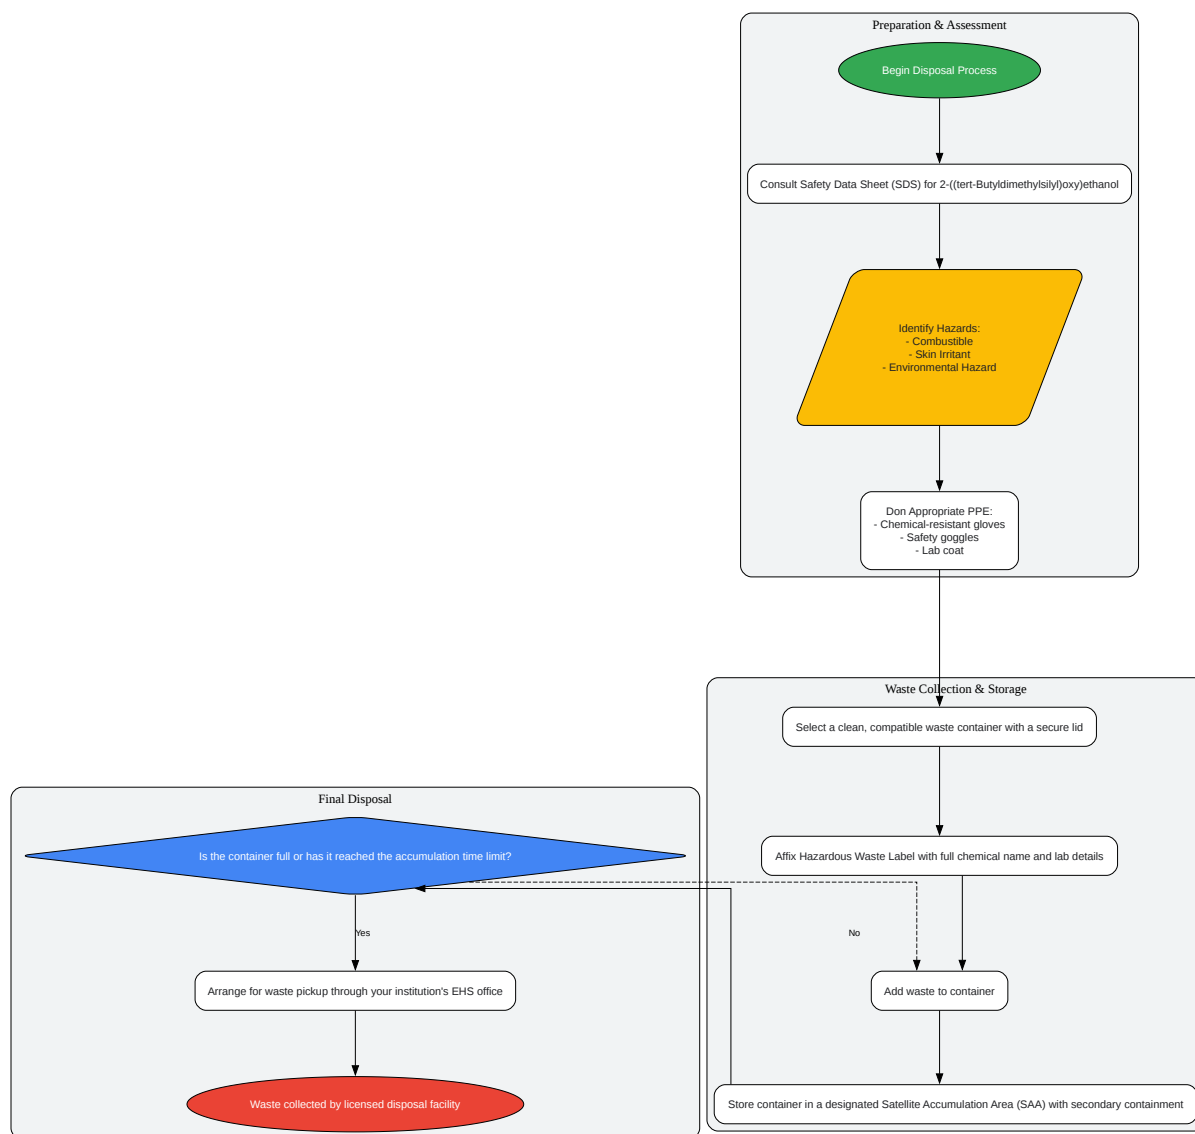 Preparation & Assessment
Begin Disposal Process
Consult Safety Data Sheet (SDS) for 2-((tert-Butyldimethylsilyl)oxy)ethanol
Identify Hazards:
- Combustible
- Skin Irritant
- Environmental Hazard
Don Appropriate PPE:
- Chemical-resistant gloves
- Safety goggles
- Lab coat
Waste Collection & Storage
Select a clean, compatible waste container with a secure lid
Affix Hazardous Waste Label with full chemical name and lab details
No
Add waste to container
Store container in a designated Satellite Accumulation Area (SAA) with secondary containment
Final Disposal
Is the container full or has it reached the accumulation time limit?
Yes
Arrange for waste pickup through your institution's EHS office
Waste collected by licensed disposal facility